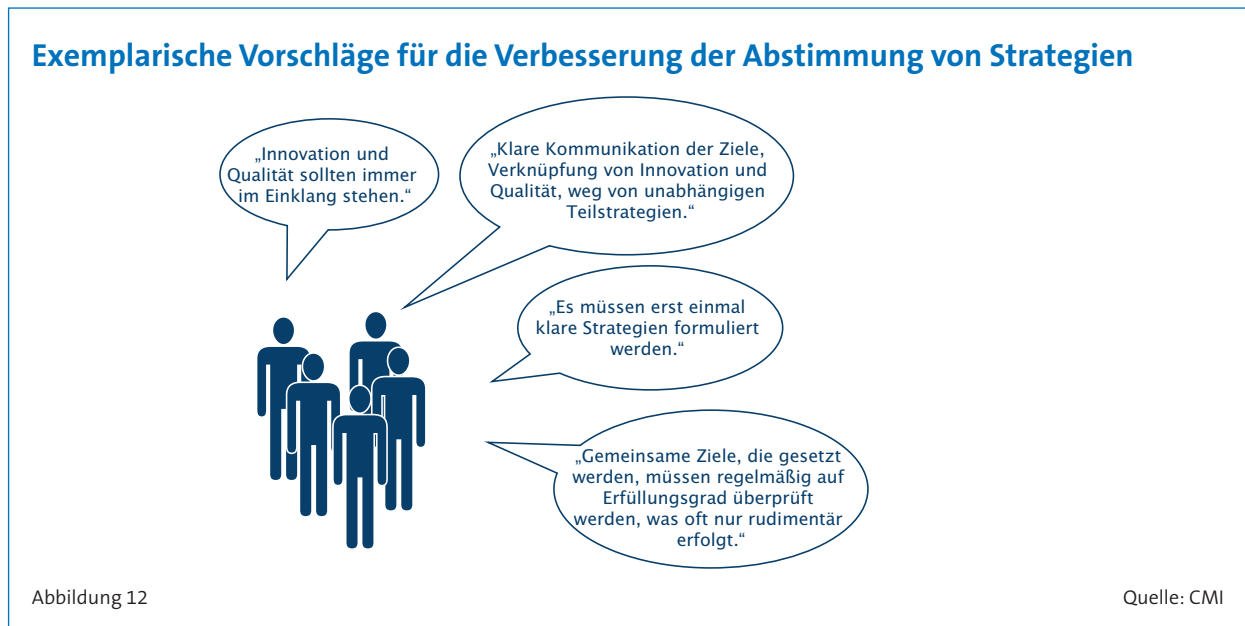 Exemplarische Vorschläge für die Verbesserung der Abstimmung von Strategien
„Innovation und
Qualität sollten immer
im Einklang stehen.“
„Klare Kommunikation der Ziele,
Verknüpfung von Innovation und
Qualität, weg von unabhängigen
Teilstrategien.“
„Es müssen erst einmal
klare Strategien formuliert
werden.“
„Gemeinsame Ziele, die gesetzt
werden, müssen regelmäßig auf
Erfüllungsgrad überprüft
werden, was oft nur rudimentär
erfolgt.“
Abbildung 12
Quelle: CMI